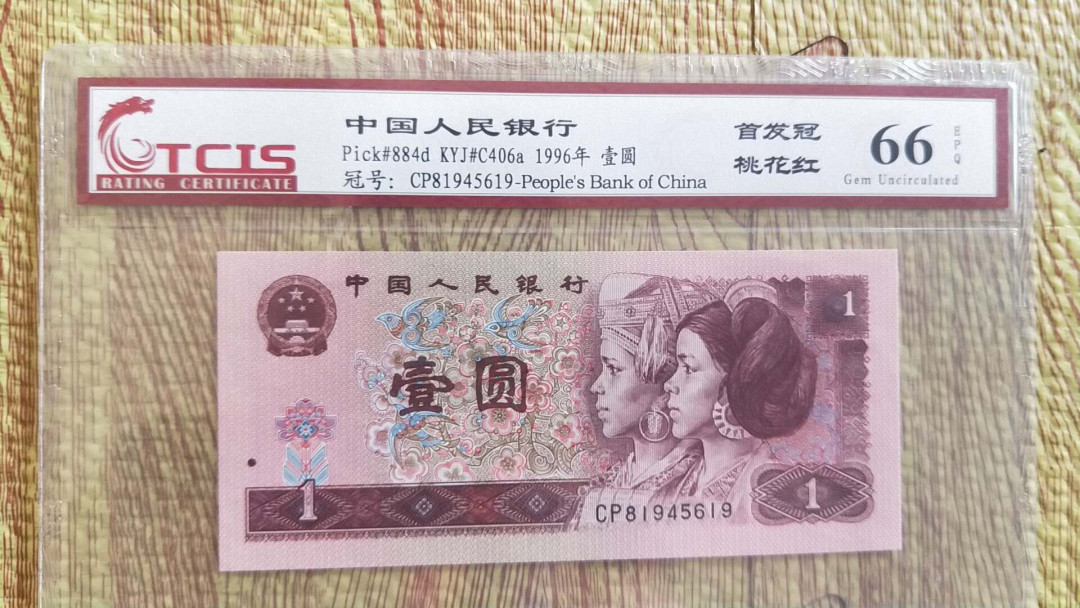 TCIS
RATING CERTIFICATE
中国人民银行
Pick#884d KYJ#C406a 1996年 壹圆
冠号: CP81945619-People's Bank of China
首发冠
桃花红
66
EPQ
Gem Uncirculated
中国人民银行
1
壹圆
1
CP81945619
1